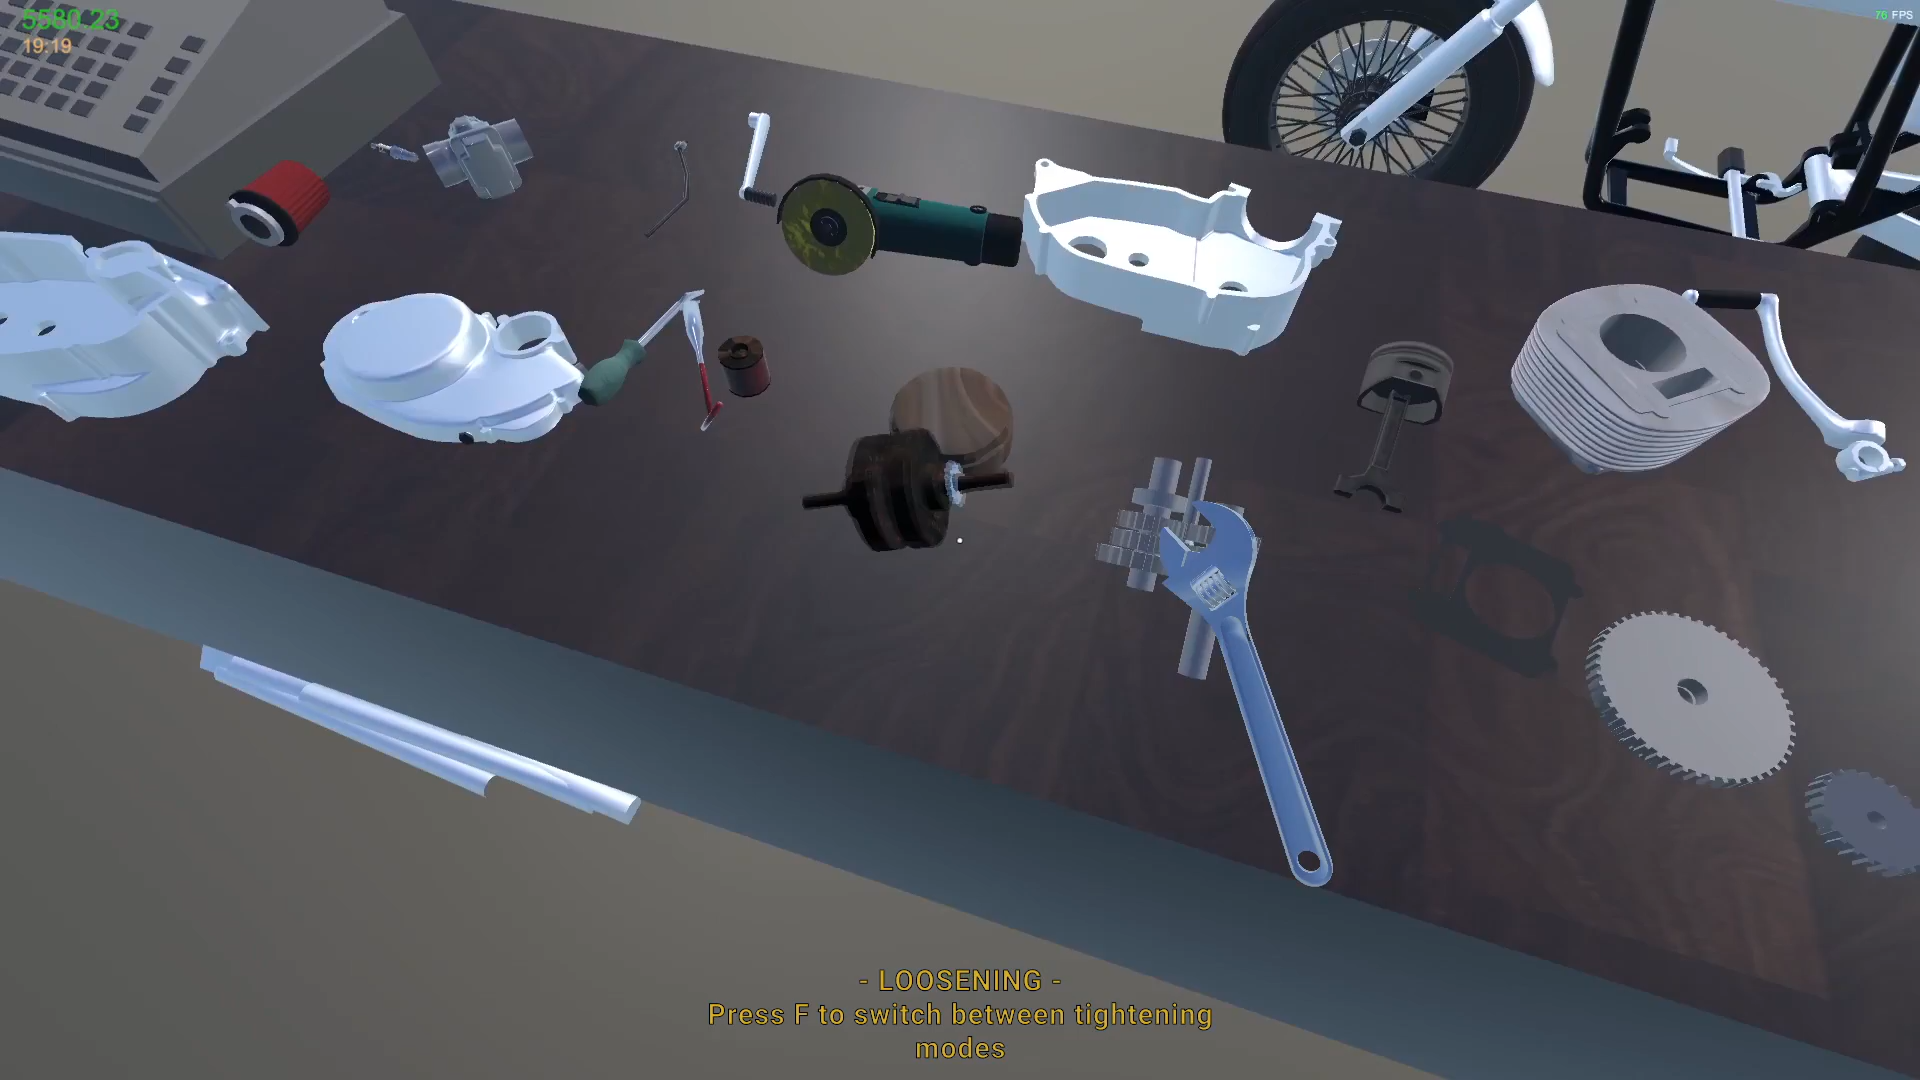 5580.23
19:19
76 FPS
- LOOSENING -
Press F to switch between tightening
modes